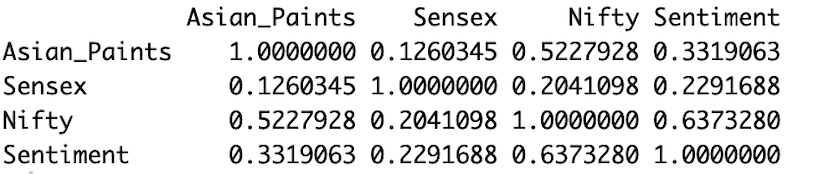 Asian_Paints Sensex Nifty Sentiment
Asian_Paints 1.0000000 0.1260345 0.5227928 0.3319063
Sensex 0.1260345 1.0000000 0.2041098 0.2291688
Nifty 0.5227928 0.2041098 1.0000000 0.6373280
Sentiment 0.3319063 0.2291688 0.6373280 1.0000000